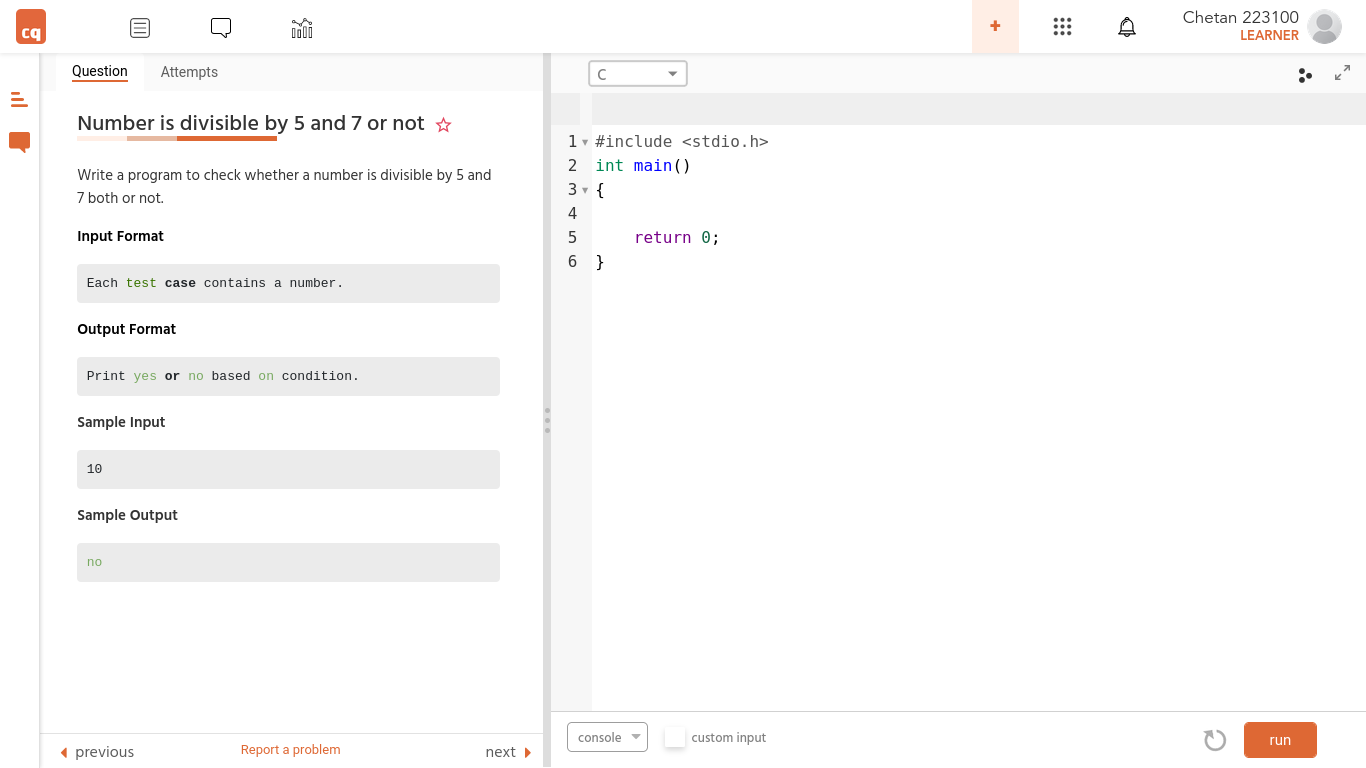 cq
+
Chetan 223100
LEARNER
Question
Attempts
Number is divisible by 5 and 7 or not
Write a program to check whether a number is divisible by 5 and
7 both or not.
Input Format
Each test case contains a number.
Output Format
Print yes or no based on condition.
Sample Input
10
Sample Output
no
previous
Report a problem
next
C
1 #include <stdio.h>
2 int main()
3 {
4
5     return 0;
6 }
console
custom input
run